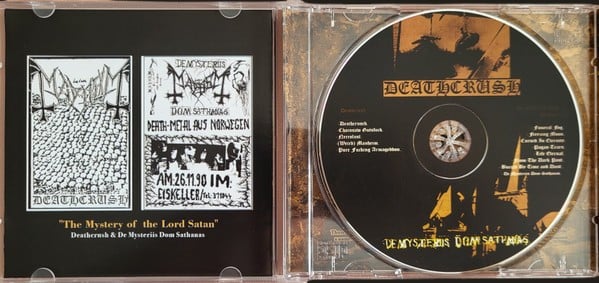 MAYHEM
DEATHCRUSH
DE MYSTERIIS
MAYHEM
DOM SATHANAS
DEATH-METAL AUS NORWEGEN
AM: 26.11.90 IM:
EISKELLER
"The Mystery of the Lord Satan"
Deathcrush & De Mysteriis Dom Sathanas
DEATHCRUSH
Deathcrush.
Chainsaw Gutsfuck
Necrolust
(Weird) Manheim.
Pure Fucking Armageddon.
Funeral Fog.
Freezing Moon.
Cursed In Eternity
Pagan Fears
Life Eternal
From The Dark Past.
Buried By Time and Dust.
De Mysteriis Dom Sathanas.
DE MYSTERIIS DOM SATHANAS